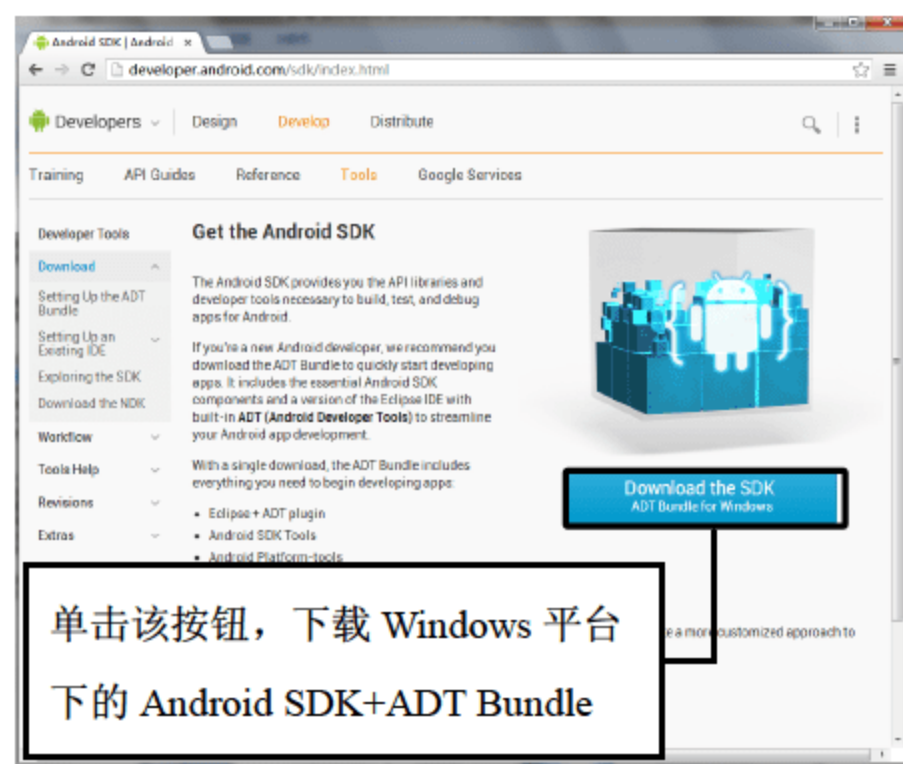 Android SDK | Android
developer.android.com/sdk/index.html
Developers
Design
Develop
Distribute
Training
API Guides
Reference
Tools
Google Services
Developer Tools
Download
Setting Up the ADT
Bundle
Setting Up an
Existing IDE
Exploring the SDK
Download the NDK
Workflow
Tools Help
Revisions
Extras
Get the Android SDK
The Android SDK provides you the API libraries and
developer tools necessary to build, test, and debug
apps for Android.
If you're a new Android developer, we recommend you
download the ADT Bundle to quickly start developing
apps. It includes the essential Android SDK
components and a version of the Eclipse IDE with
built-in ADT (Android Developer Tools) to streamline
your Android app development.
With a single download, the ADT Bundle includes
everything you need to begin developing apps:
• Eclipse + ADT plugin
• Android SDK Tools
• Android Platform-tools
Download the SDK
ADT Bundle for Windows
e a more customized approach to
单击该按钮，下载 Windows 平台
下的 Android SDK+ADT Bundle